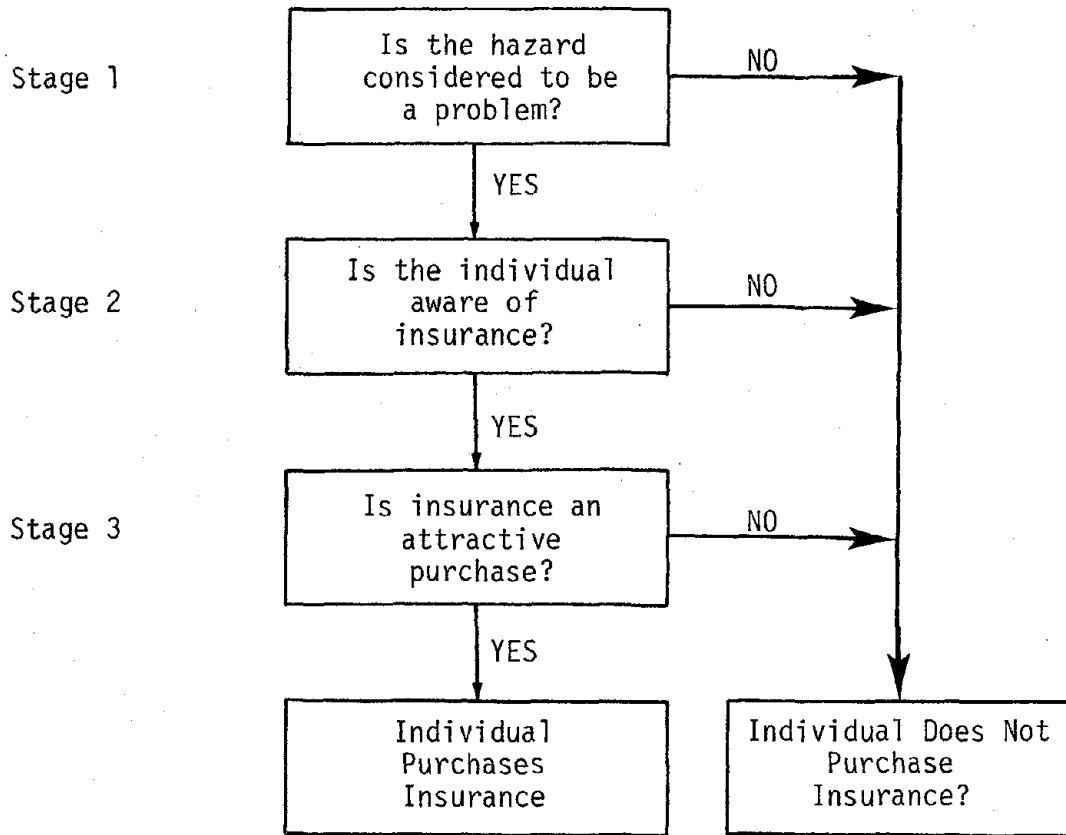 Stage 1
Is the hazard
considered to be
a problem?
NO
YES
Stage 2
Is the individual
aware of
insurance?
NO
YES
Stage 3
Is insurance an
attractive
purchase?
NO
YES
Individual
Purchases
Insurance
Individual Does Not
Purchase
Insurance?